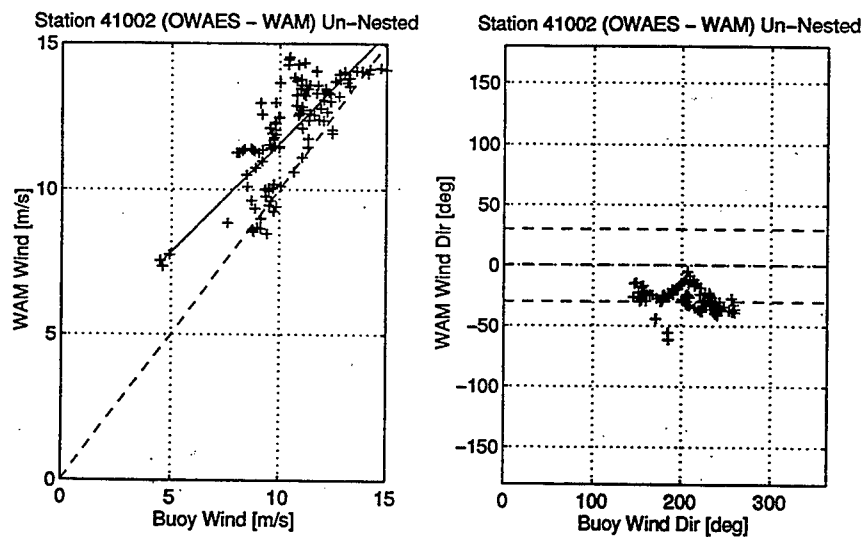 Station 41002 (OWAES − WAM) Un−Nested
15
10
5
0
WAM Wind [m/s]
0 5 10 15
Buoy Wind [m/s]
Station 41002 (OWAES − WAM) Un−Nested
150
100
50
0
−50
−100
−150
WAM Wind Dir [deg]
0 100 200 300
Buoy Wind Dir [deg]